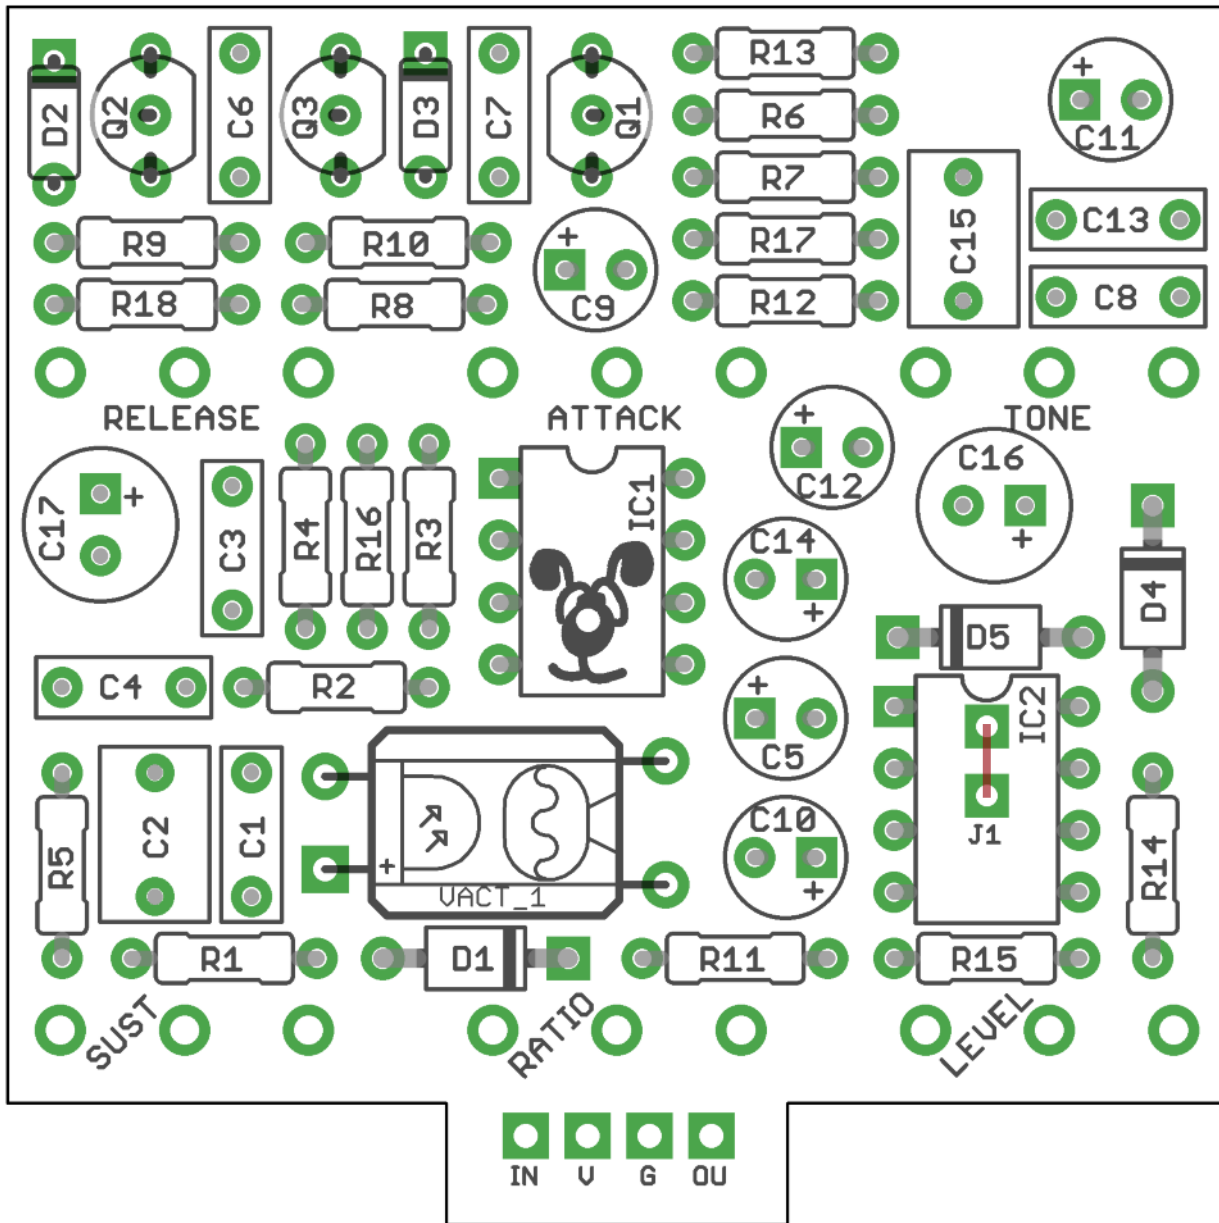 D2 Q2 C6 Q3 D3 C7 Q1 R13 + C11
R6
R7
R9 R10 + C9 R17 C15 C13
R18 R8 R12 C8
RELEASE ATTACK TONE
C17 + C3 R4 R16 R3 IC1 + C12 C16 +
C14 + D4
D5
C4 R2 + C5 IC2
R5 C2 C1 + VACT_1 C10 + J1 R14
R1 D1 R11 R15
SUST RATIO LEVEL
IN V G OU